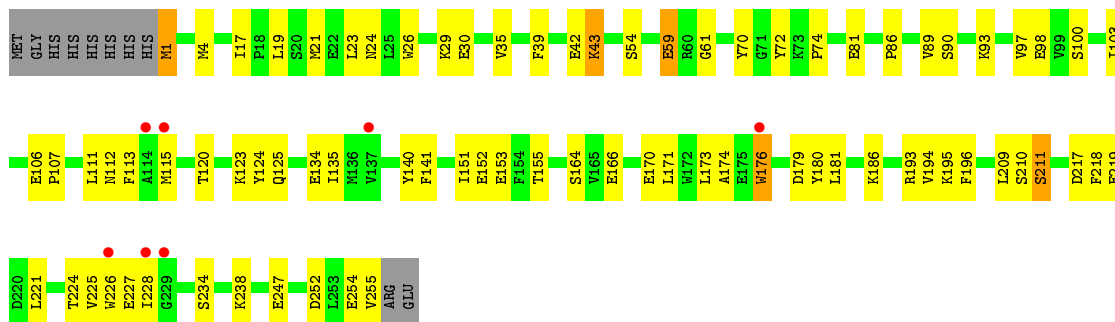 MET GLY HIS HIS HIS HIS HIS HIS M1 M4 I17 P18 L19 S20 M21 E22 L23 N24 L25 W26 K29 E30 V35 F39 E42 K43 S54 E59 R60 G61 Y70 G71 Y72 K73 P74 E81 P86 V89 S90 K93 V97 E98 V99 S100 I103
E106 P107 L111 N112 F113 A114 M115 T120 K123 Y124 Q125 E134 I135 M136 V137 Y140 F141 I151 E152 E153 F154 T155 S164 V165 E166 E170 L171 W172 L173 A174 E175 W176 D179 Y180 L181 K186 R193 V194 K195 F196 L209 S210 S211 D217 F218 E219
D220 L221 T224 V225 W226 E227 I228 G229 S234 K238 E247 D252 L253 E254 V255 ARG GLU